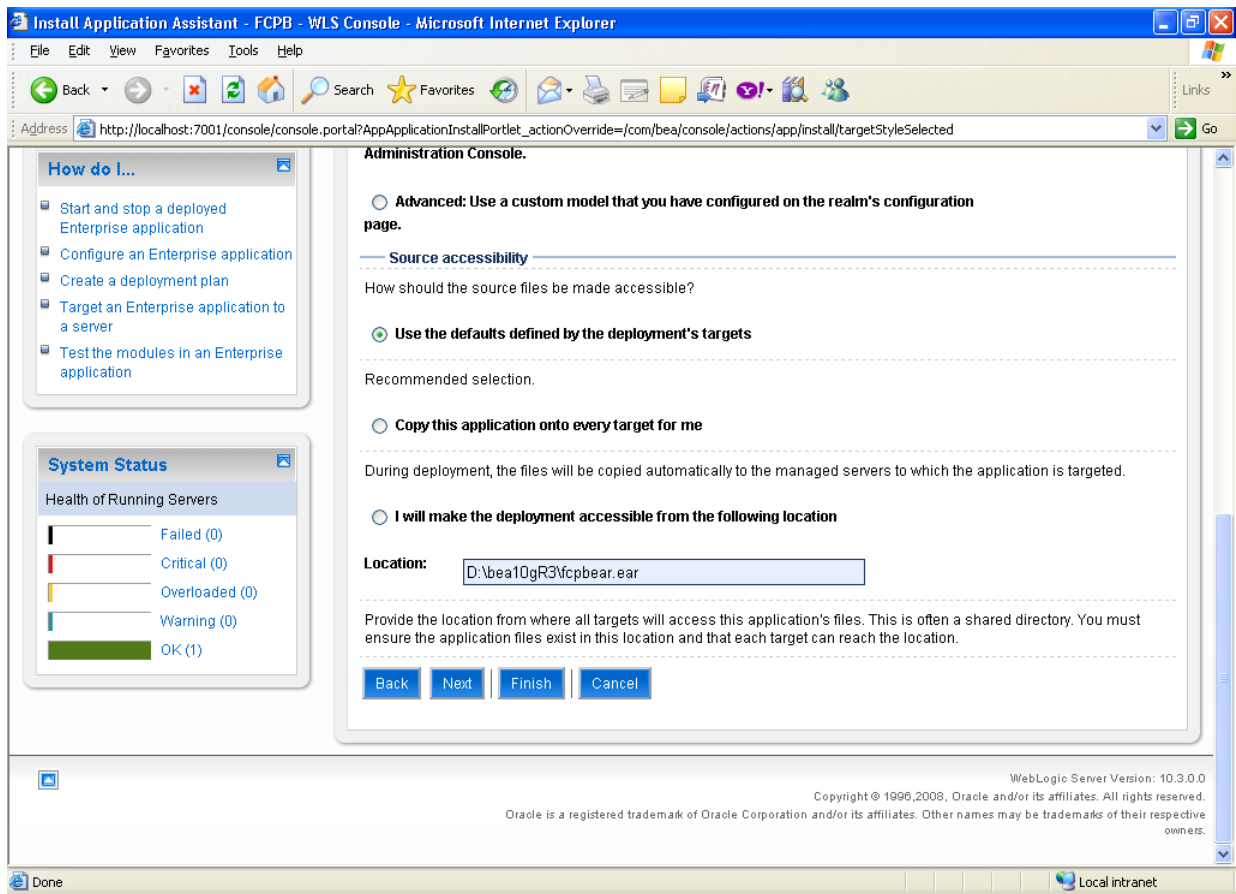 Install Application Assistant - FCPB - WLS Console - Microsoft Internet Explorer
File Edit View Favorites Tools Help
Back Search Favorites Links
Address http://localhost:7001/console/console.portal?AppApplicationInstallPortlet_actionOverride=/com/bea/console/actions/app/install/targetStyleSelected Go
How do I...
Start and stop a deployed
Enterprise application
Configure an Enterprise application
Create a deployment plan
Target an Enterprise application to
a server
Test the modules in an Enterprise
application
System Status
Health of Running Servers
Failed (0)
Critical (0)
Overloaded (0)
Warning (0)
OK (1)
Administration Console.
Advanced: Use a custom model that you have configured on the realm's configuration
page.
Source accessibility
How should the source files be made accessible?
Use the defaults defined by the deployment's targets
Recommended selection.
Copy this application onto every target for me
During deployment, the files will be copied automatically to the managed servers to which the application is targeted.
I will make the deployment accessible from the following location
Location: D:\bea10gR3\fcpbear.ear
Provide the location from where all targets will access this application's files. This is often a shared directory. You must
ensure the application files exist in this location and that each target can reach the location.
Back Next Finish Cancel
WebLogic Server Version: 10.3.0.0
Copyright © 1996,2008, Oracle and/or its affiliates. All rights reserved.
Oracle is a registered trademark of Oracle Corporation and/or its affiliates. Other names may be trademarks of their respective
owners.
Done Local intranet